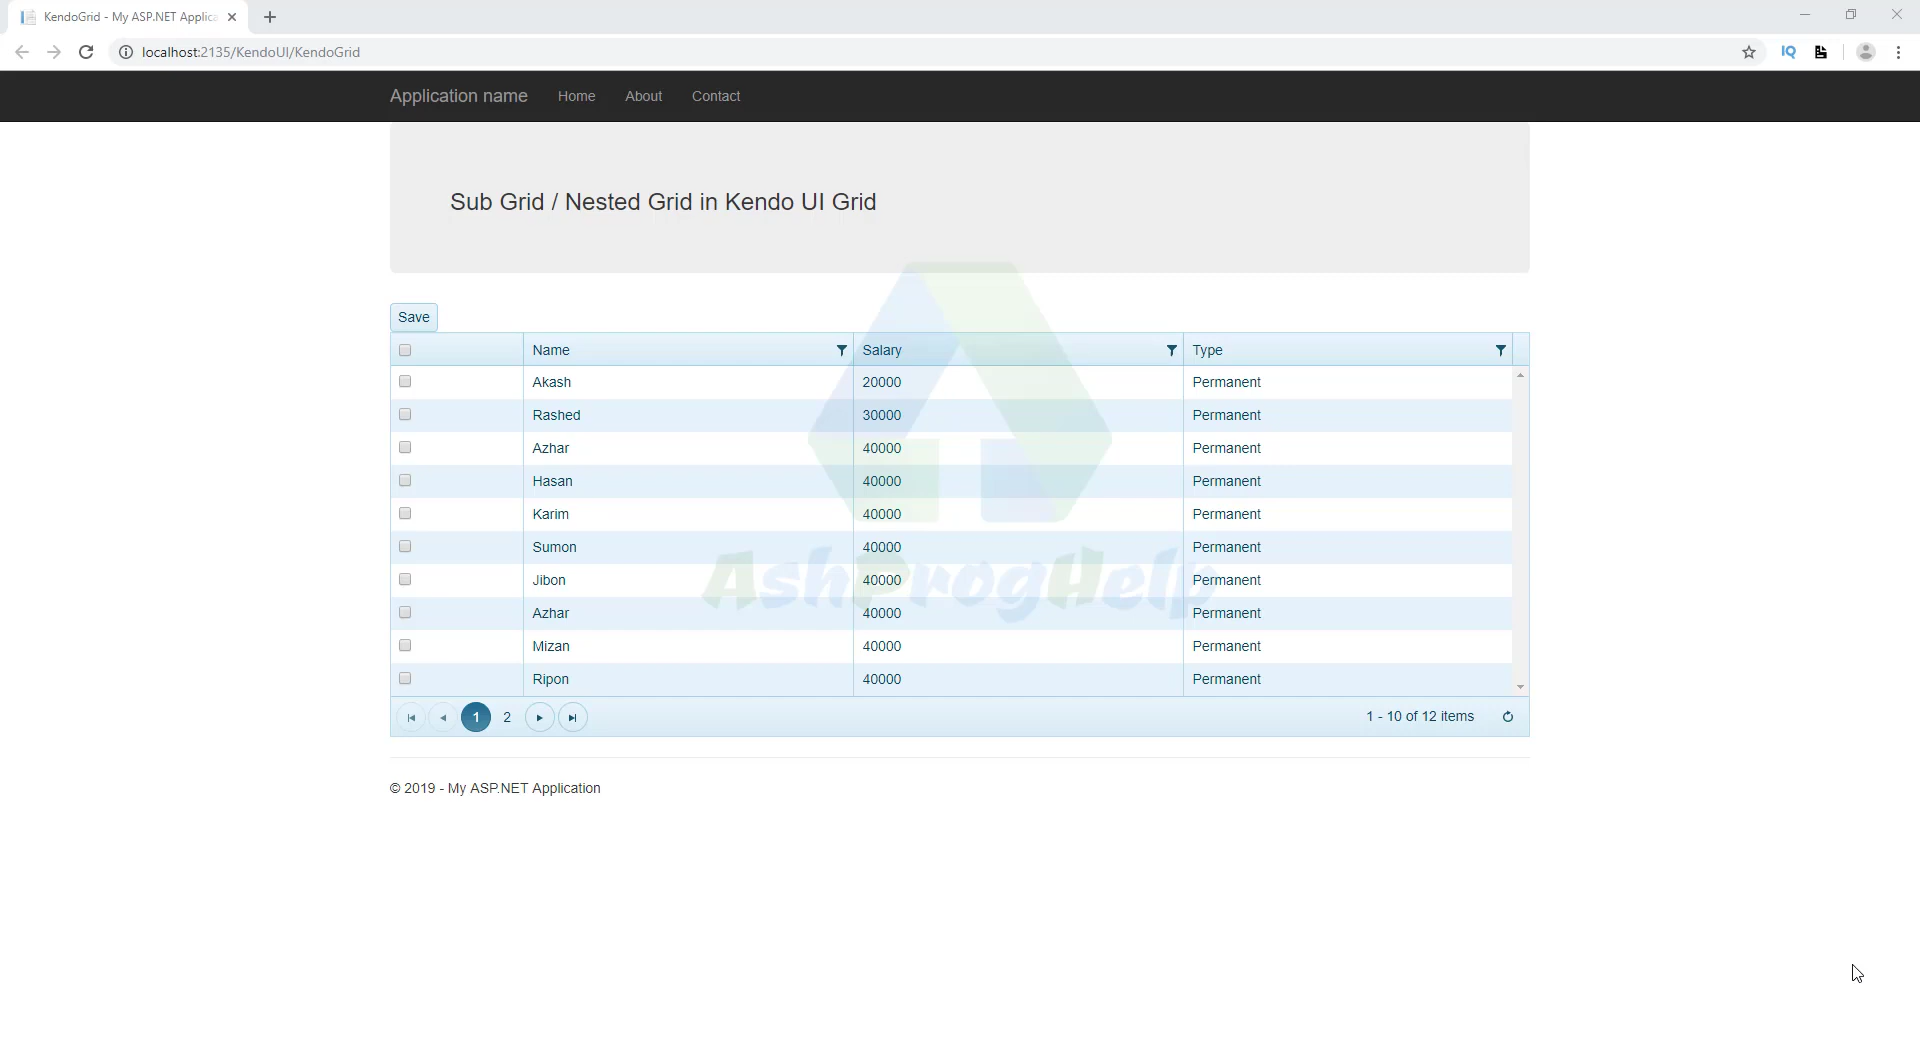 KendoGrid - My ASP.NET Applica
localhost:2135/KendoUI/KendoGrid
IQ
Application name Home About Contact
Sub Grid / Nested Grid in Kendo UI Grid
Save
Name Salary Type
Akash 20000 Permanent
Rashed 30000 Permanent
Azhar 40000 Permanent
Hasan 40000 Permanent
Karim 40000 Permanent
Sumon 40000 Permanent
Jibon 40000 Permanent
AshProgHelp
Azhar 40000 Permanent
Mizan 40000 Permanent
Ripon 40000 Permanent
1 2 1 - 10 of 12 items
© 2019 - My ASP.NET Application